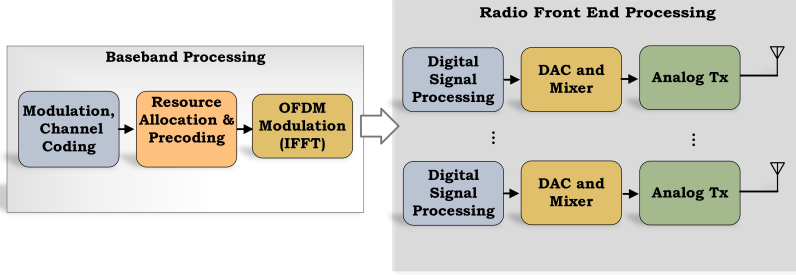 Radio Front End Processing
Baseband Processing
Modulation,
Channel
Coding
Resource
Allocation &
Precoding
OFDM
Modulation
(IFFT)
Digital
Signal
Processing
DAC and
Mixer
Analog Tx
Digital
Signal
Processing
DAC and
Mixer
Analog Tx